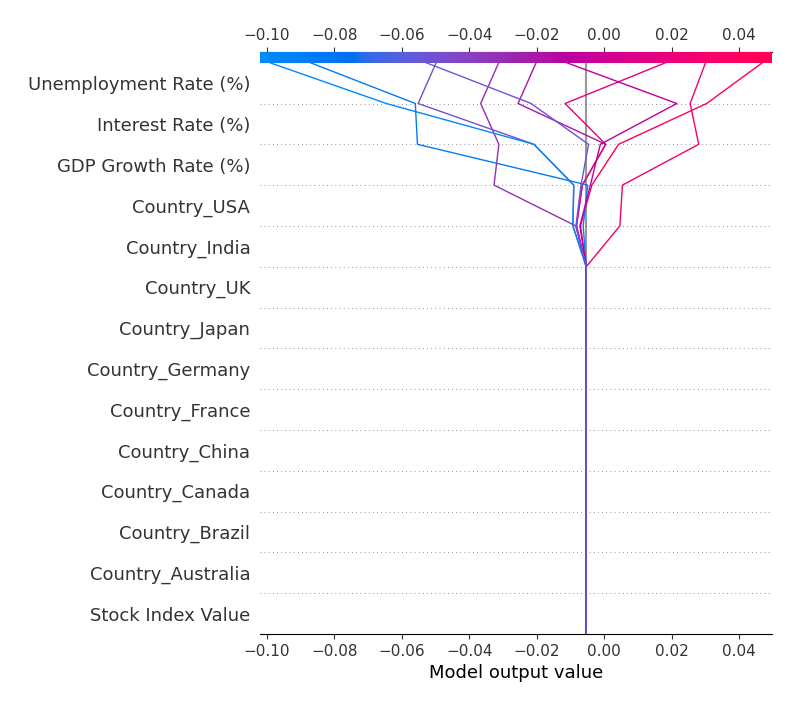 −0.10 −0.08 −0.06 −0.04 −0.02 0.00 0.02 0.04
Unemployment Rate (%)
Interest Rate (%)
GDP Growth Rate (%)
Country_USA
Country_India
Country_UK
Country_Japan
Country_Germany
Country_France
Country_China
Country_Canada
Country_Brazil
Country_Australia
Stock Index Value
−0.10 −0.08 −0.06 −0.04 −0.02 0.00 0.02 0.04
Model output value